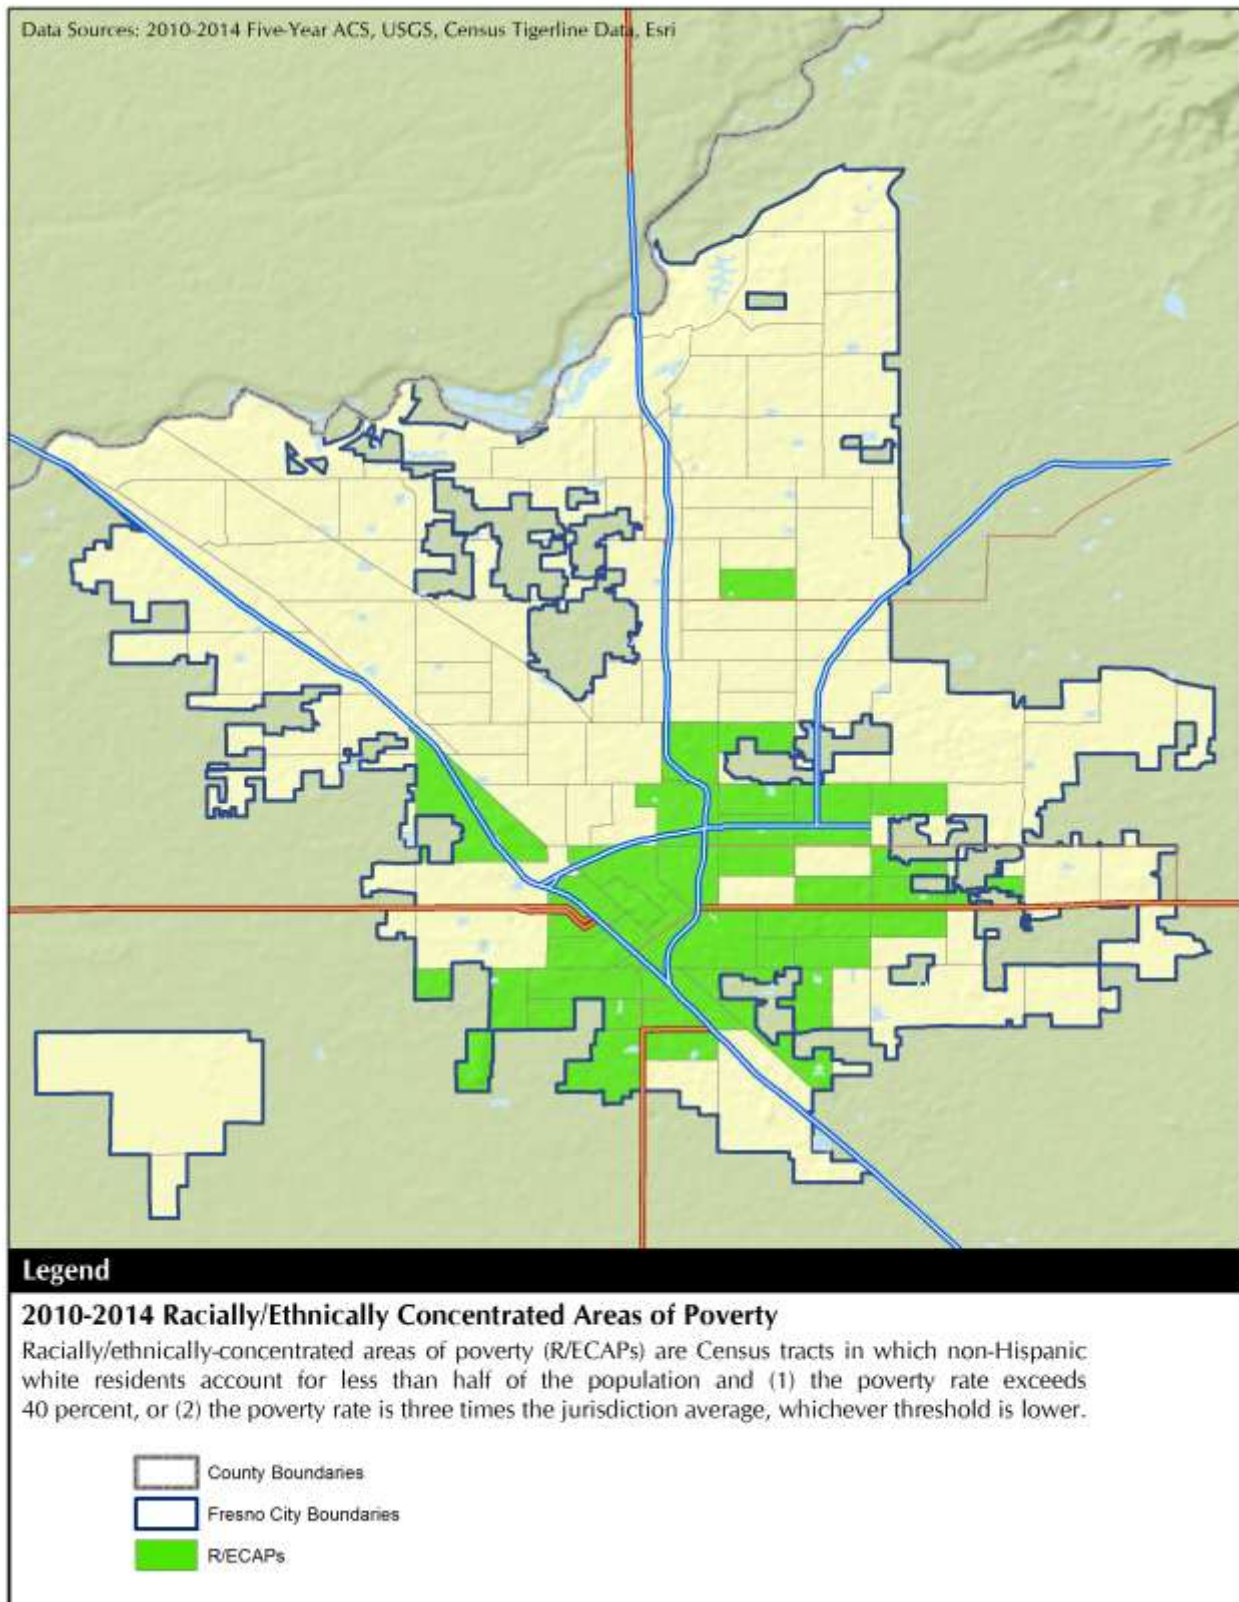 Data Sources: 2010-2014 Five-Year ACS, USGS, Census Tigerline Data, Esri
Legend
2010-2014 Racially/Ethnically Concentrated Areas of Poverty
Racially/ethnically-concentrated areas of poverty (R/ECAPs) are Census tracts in which non-Hispanic
white residents account for less than half of the population and (1) the poverty rate exceeds
40 percent, or (2) the poverty rate is three times the jurisdiction average, whichever threshold is lower.
County Boundaries
Fresno City Boundaries
R/ECAPs